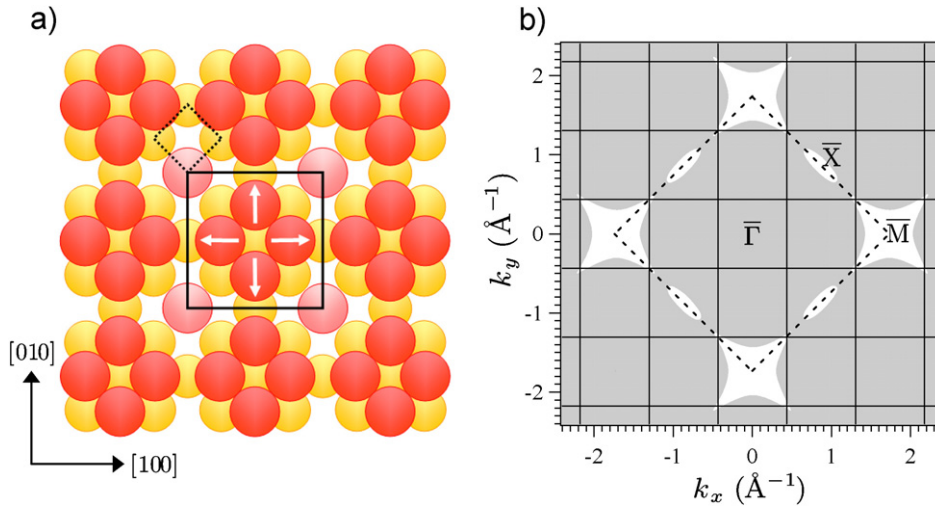 a)
[010]
[100]
b)
2
1
0
-1
-2
k_y (Å⁻¹)
X̅
Γ̅
M̅
-2 -1 0 1 2
k_x (Å⁻¹)